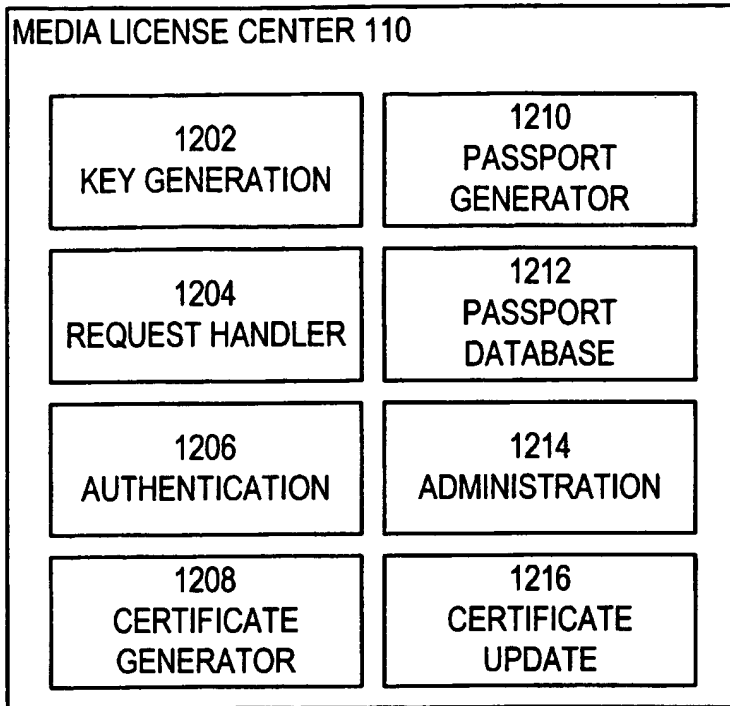 MEDIA LICENSE CENTER 110
1202
KEY GENERATION
1210
PASSPORT
GENERATOR
1204
REQUEST HANDLER
1212
PASSPORT
DATABASE
1206
AUTHENTICATION
1214
ADMINISTRATION
1208
CERTIFICATE
GENERATOR
1216
CERTIFICATE
UPDATE